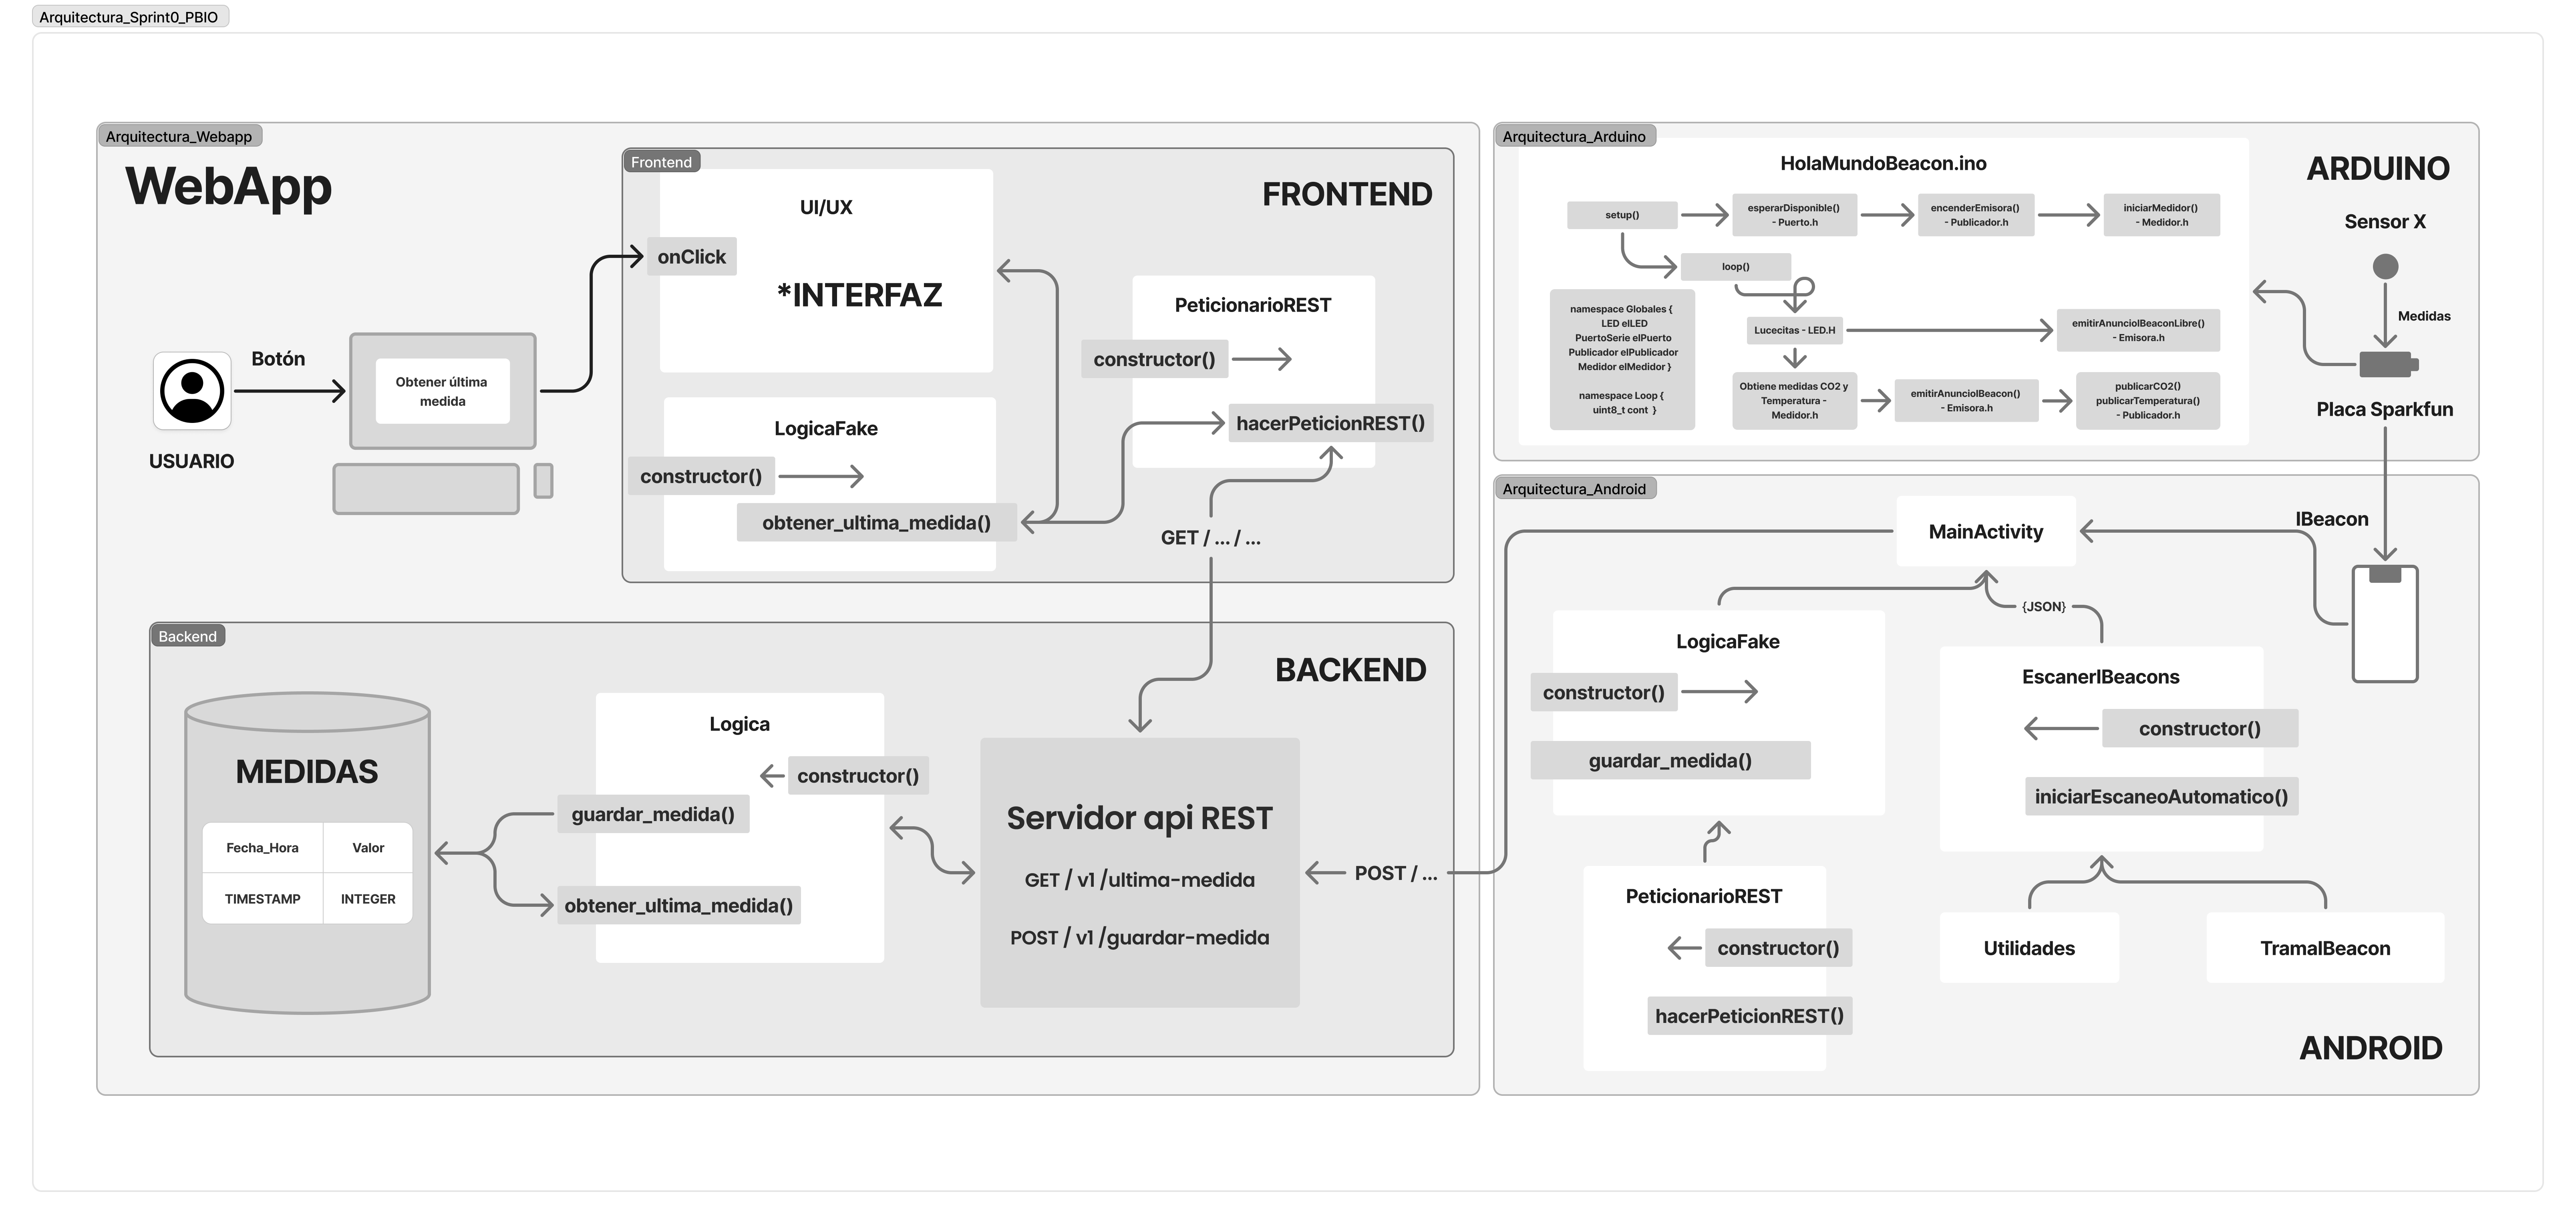 Arquitectura_Sprint0_PBIO
Arquitectura_Webapp
WebApp
Botón
USUARIO
Obtener última
medida
Frontend
FRONTEND
UI/UX
onClick
*INTERFAZ
LogicaFake
constructor()
obtener_ultima_medida()
PeticionarioREST
constructor()
hacerPeticionREST()
GET / ... / ...
Backend
BACKEND
MEDIDAS
Fecha_Hora
Valor
TIMESTAMP
INTEGER
Logica
constructor()
guardar_medida()
obtener_ultima_medida()
Servidor api REST
GET / v1 /ultima-medida
POST / v1 /guardar-medida
POST / ...
Arquitectura_Arduino
ARDUINO
HolaMundoBeacon.ino
setup()
esperarDisponible()
- Puerto.h
encenderEmisora()
- Publicador.h
iniciarMedidor()
- Medidor.h
loop()
namespace Globales {
LED elLED
PuertoSerie elPuerto
Publicador elPublicador
Medidor elMedidor }
namespace Loop {
uint8_t cont }
Lucecitas - LED.H
emitirAnuncioIBeaconLibre()
- Emisora.h
Obtiene medidas CO2 y
Temperatura -
Medidor.h
emitirAnuncioIBeacon()
- Emisora.h
publicarCO2()
publicarTemperatura()
- Publicador.h
Sensor X
Medidas
Placa Sparkfun
Arquitectura_Android
IBeacon
MainActivity
{JSON}
LogicaFake
constructor()
guardar_medida()
PeticionarioREST
constructor()
hacerPeticionREST()
EscanerIBeacons
constructor()
iniciarEscaneoAutomatico()
Utilidades
TramaIBeacon
ANDROID